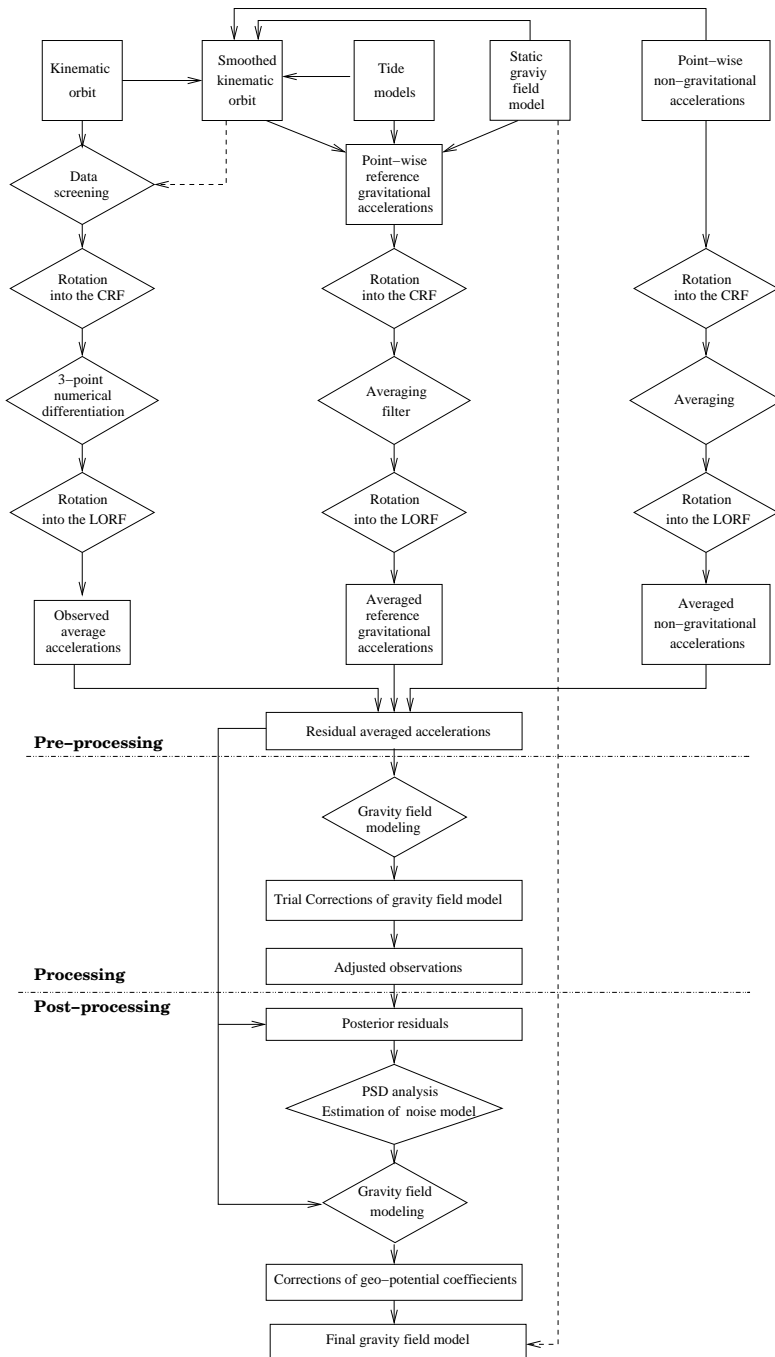 Kinematic
orbit
Smoothed
kinematic
orbit
Tide
models
Static
graviy
field
model
Point−wise
non−gravitational
accelerations
Data
screening
Point−wise
reference
gravitational
accelerations
Rotation
into the CRF
Rotation
into the CRF
Rotation
into the CRF
3−point
numerical
differentiation
Averaging
filter
Averaging
Rotation
into the LORF
Rotation
into the LORF
Rotation
into the LORF
Observed
average
accelerations
Averaged
reference
gravitational
accelerations
Averaged
non−gravitational
accelerations
Residual averaged accelerations
Pre−processing
Gravity field
modeling
Trial Corrections of gravity field model
Adjusted observations
Processing
Post−processing
Posterior residuals
PSD analysis
Estimation of noise model
Gravity field
modeling
Corrections of geo−potential coeffiecients
Final gravity field model